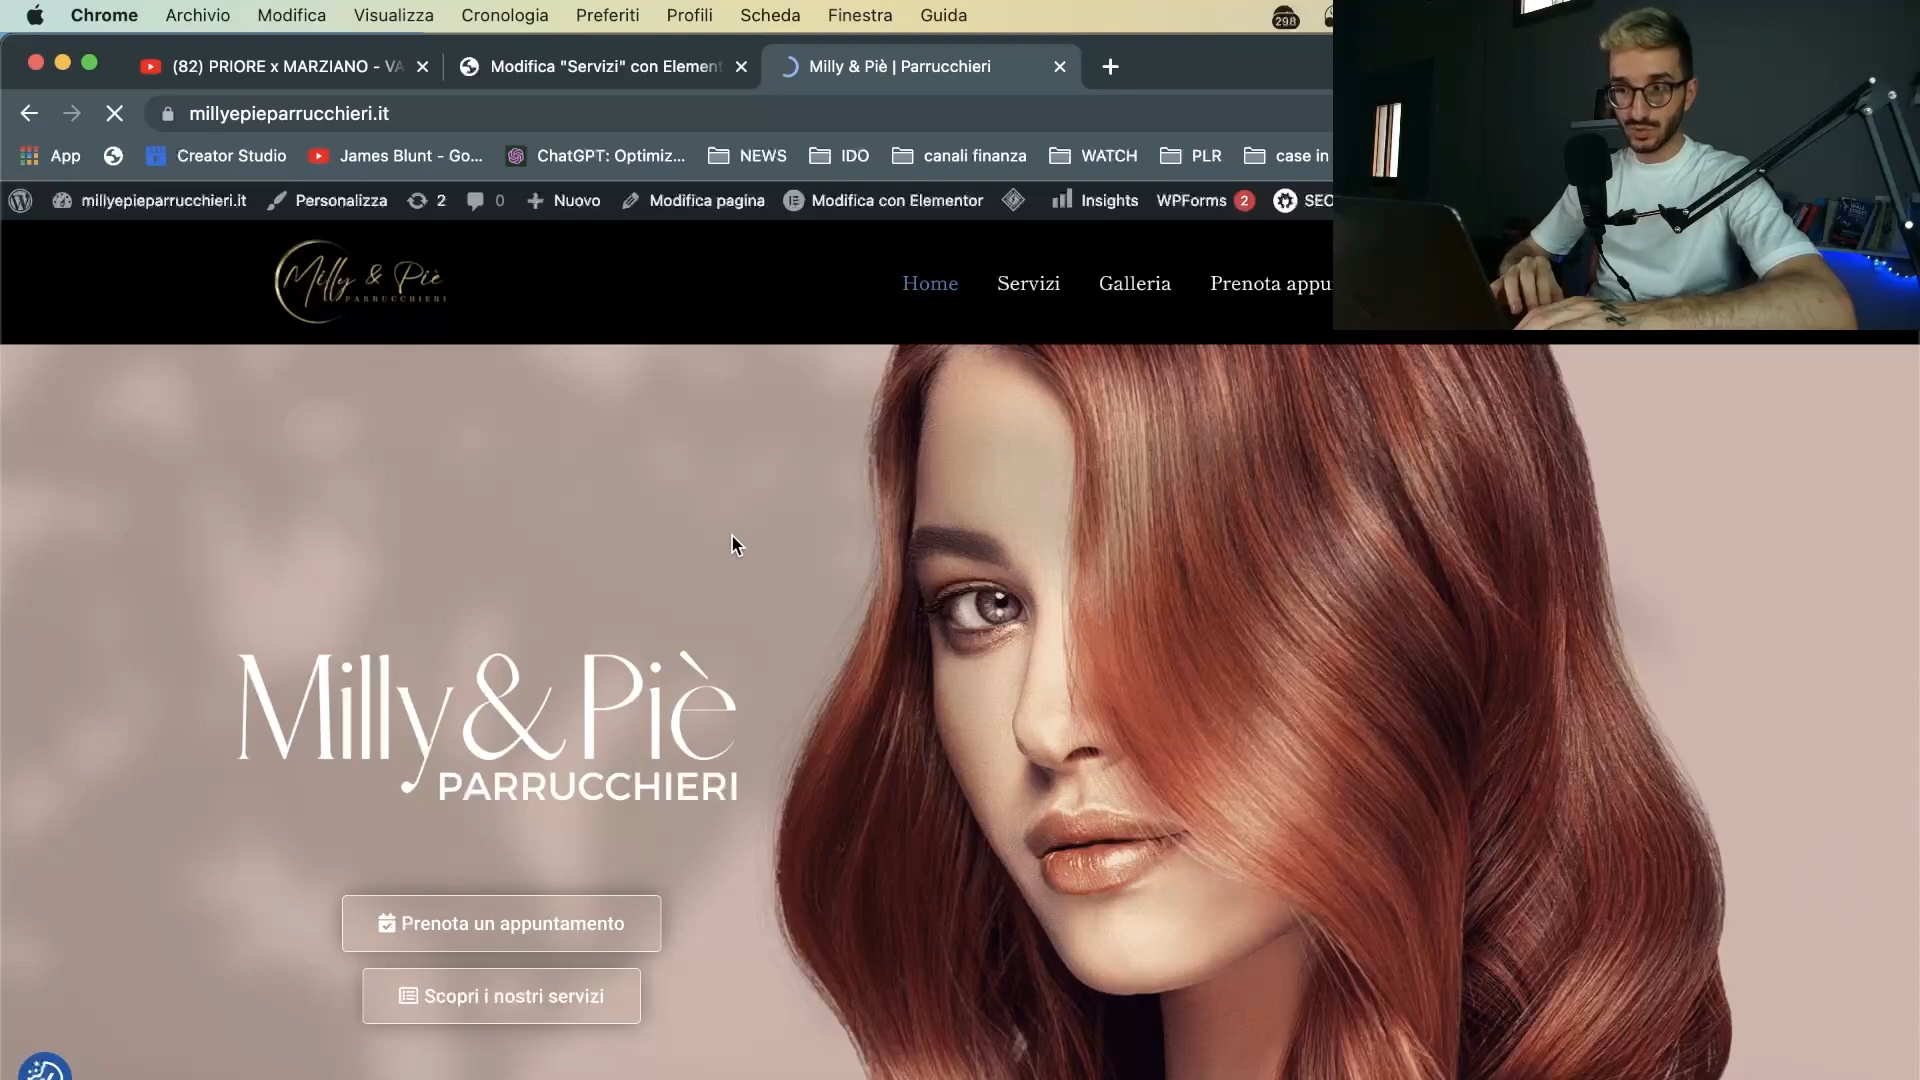 Chrome Archivio Modifica Visualizza Cronologia Preferiti Profili Scheda Finestra Guida 298
(82) PRIORE x MARZIANO - VA Modifica "Servizi" con Element Milly & Piè | Parrucchieri
millyepieparrucchieri.it
App Creator Studio James Blunt - Go... ChatGPT: Optimiz... NEWS IDO canali finanza WATCH PLR case in
millyepieparrucchieri.it Personalizza 2 0 Nuovo Modifica pagina Modifica con Elementor Insights WPForms 2 SEO
Milly & Piè
PARRUCCHIERI
Home Servizi Galleria Prenota appu
Milly & Piè
PARRUCCHIERI
Prenota un appuntamento
Scopri i nostri servizi